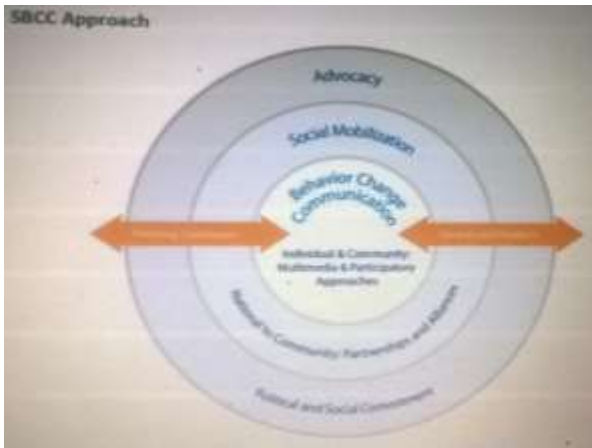 SBCC Approach
Advocacy
Social Mobilization
Behavior Change
Communication
Individual & Community:
Multimedia & Participatory
Approaches
National to Community: Partnerships and Alliances
Political and Social Commitment